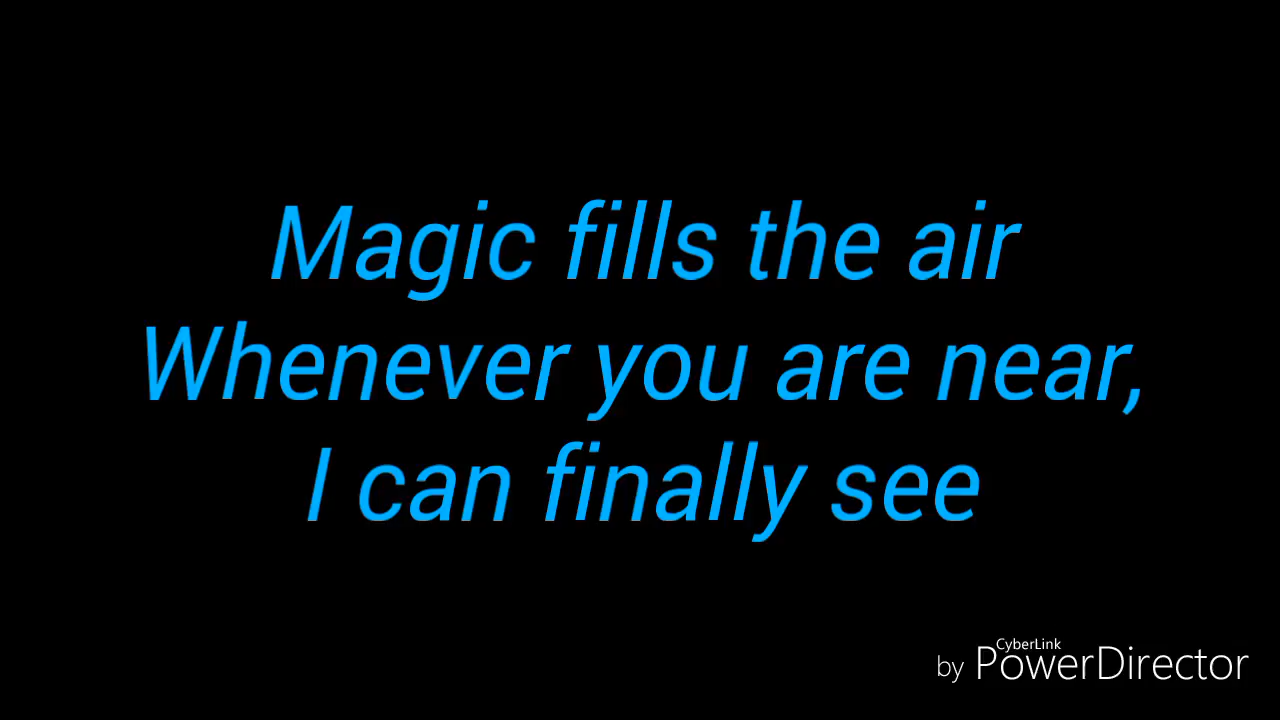 Magic fills the air
Whenever you are near,
I can finally see
CyberLink
by PowerDirector